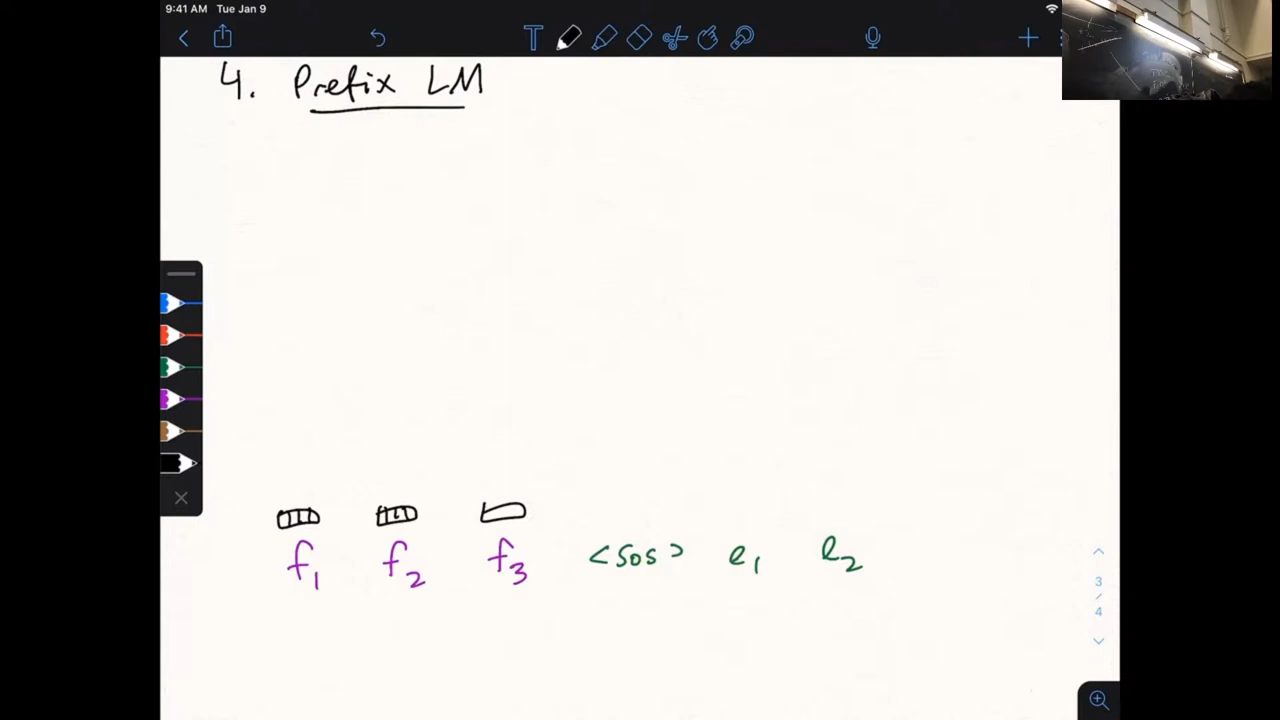 9:41 AM Tue Jan 9
T
4. Prefix LM
f1 f2 f3 <sos> e1 e2
3
/
4